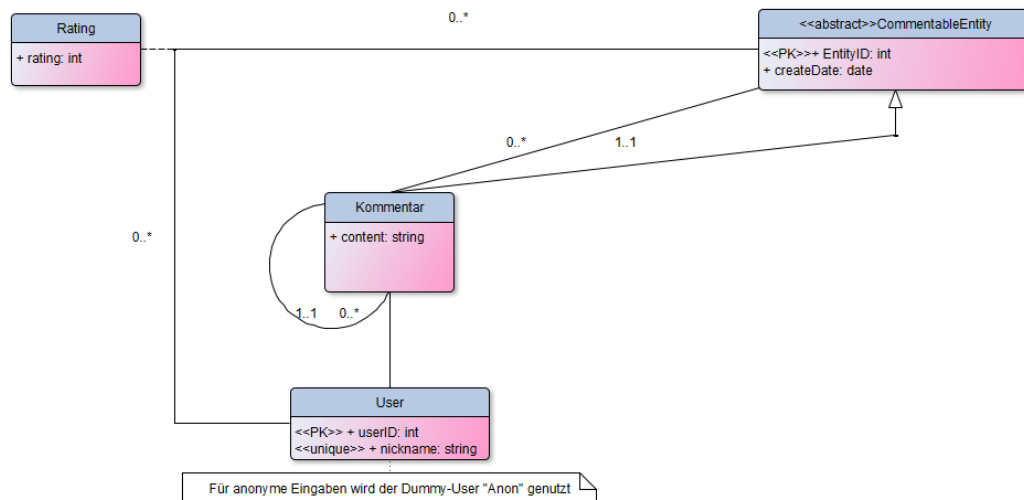 Rating
+ rating: int
0..*
<<abstract>>CommentableEntity
<<PK>>+ EntityID: int
+ createDate: date
0..*
1..1
Kommentar
+ content: string
0..*
1..1
0..*
User
<<PK>> + userID: int
<<unique>> + nickname: string
Für anonyme Eingaben wird der Dummy-User "Anon" genutzt